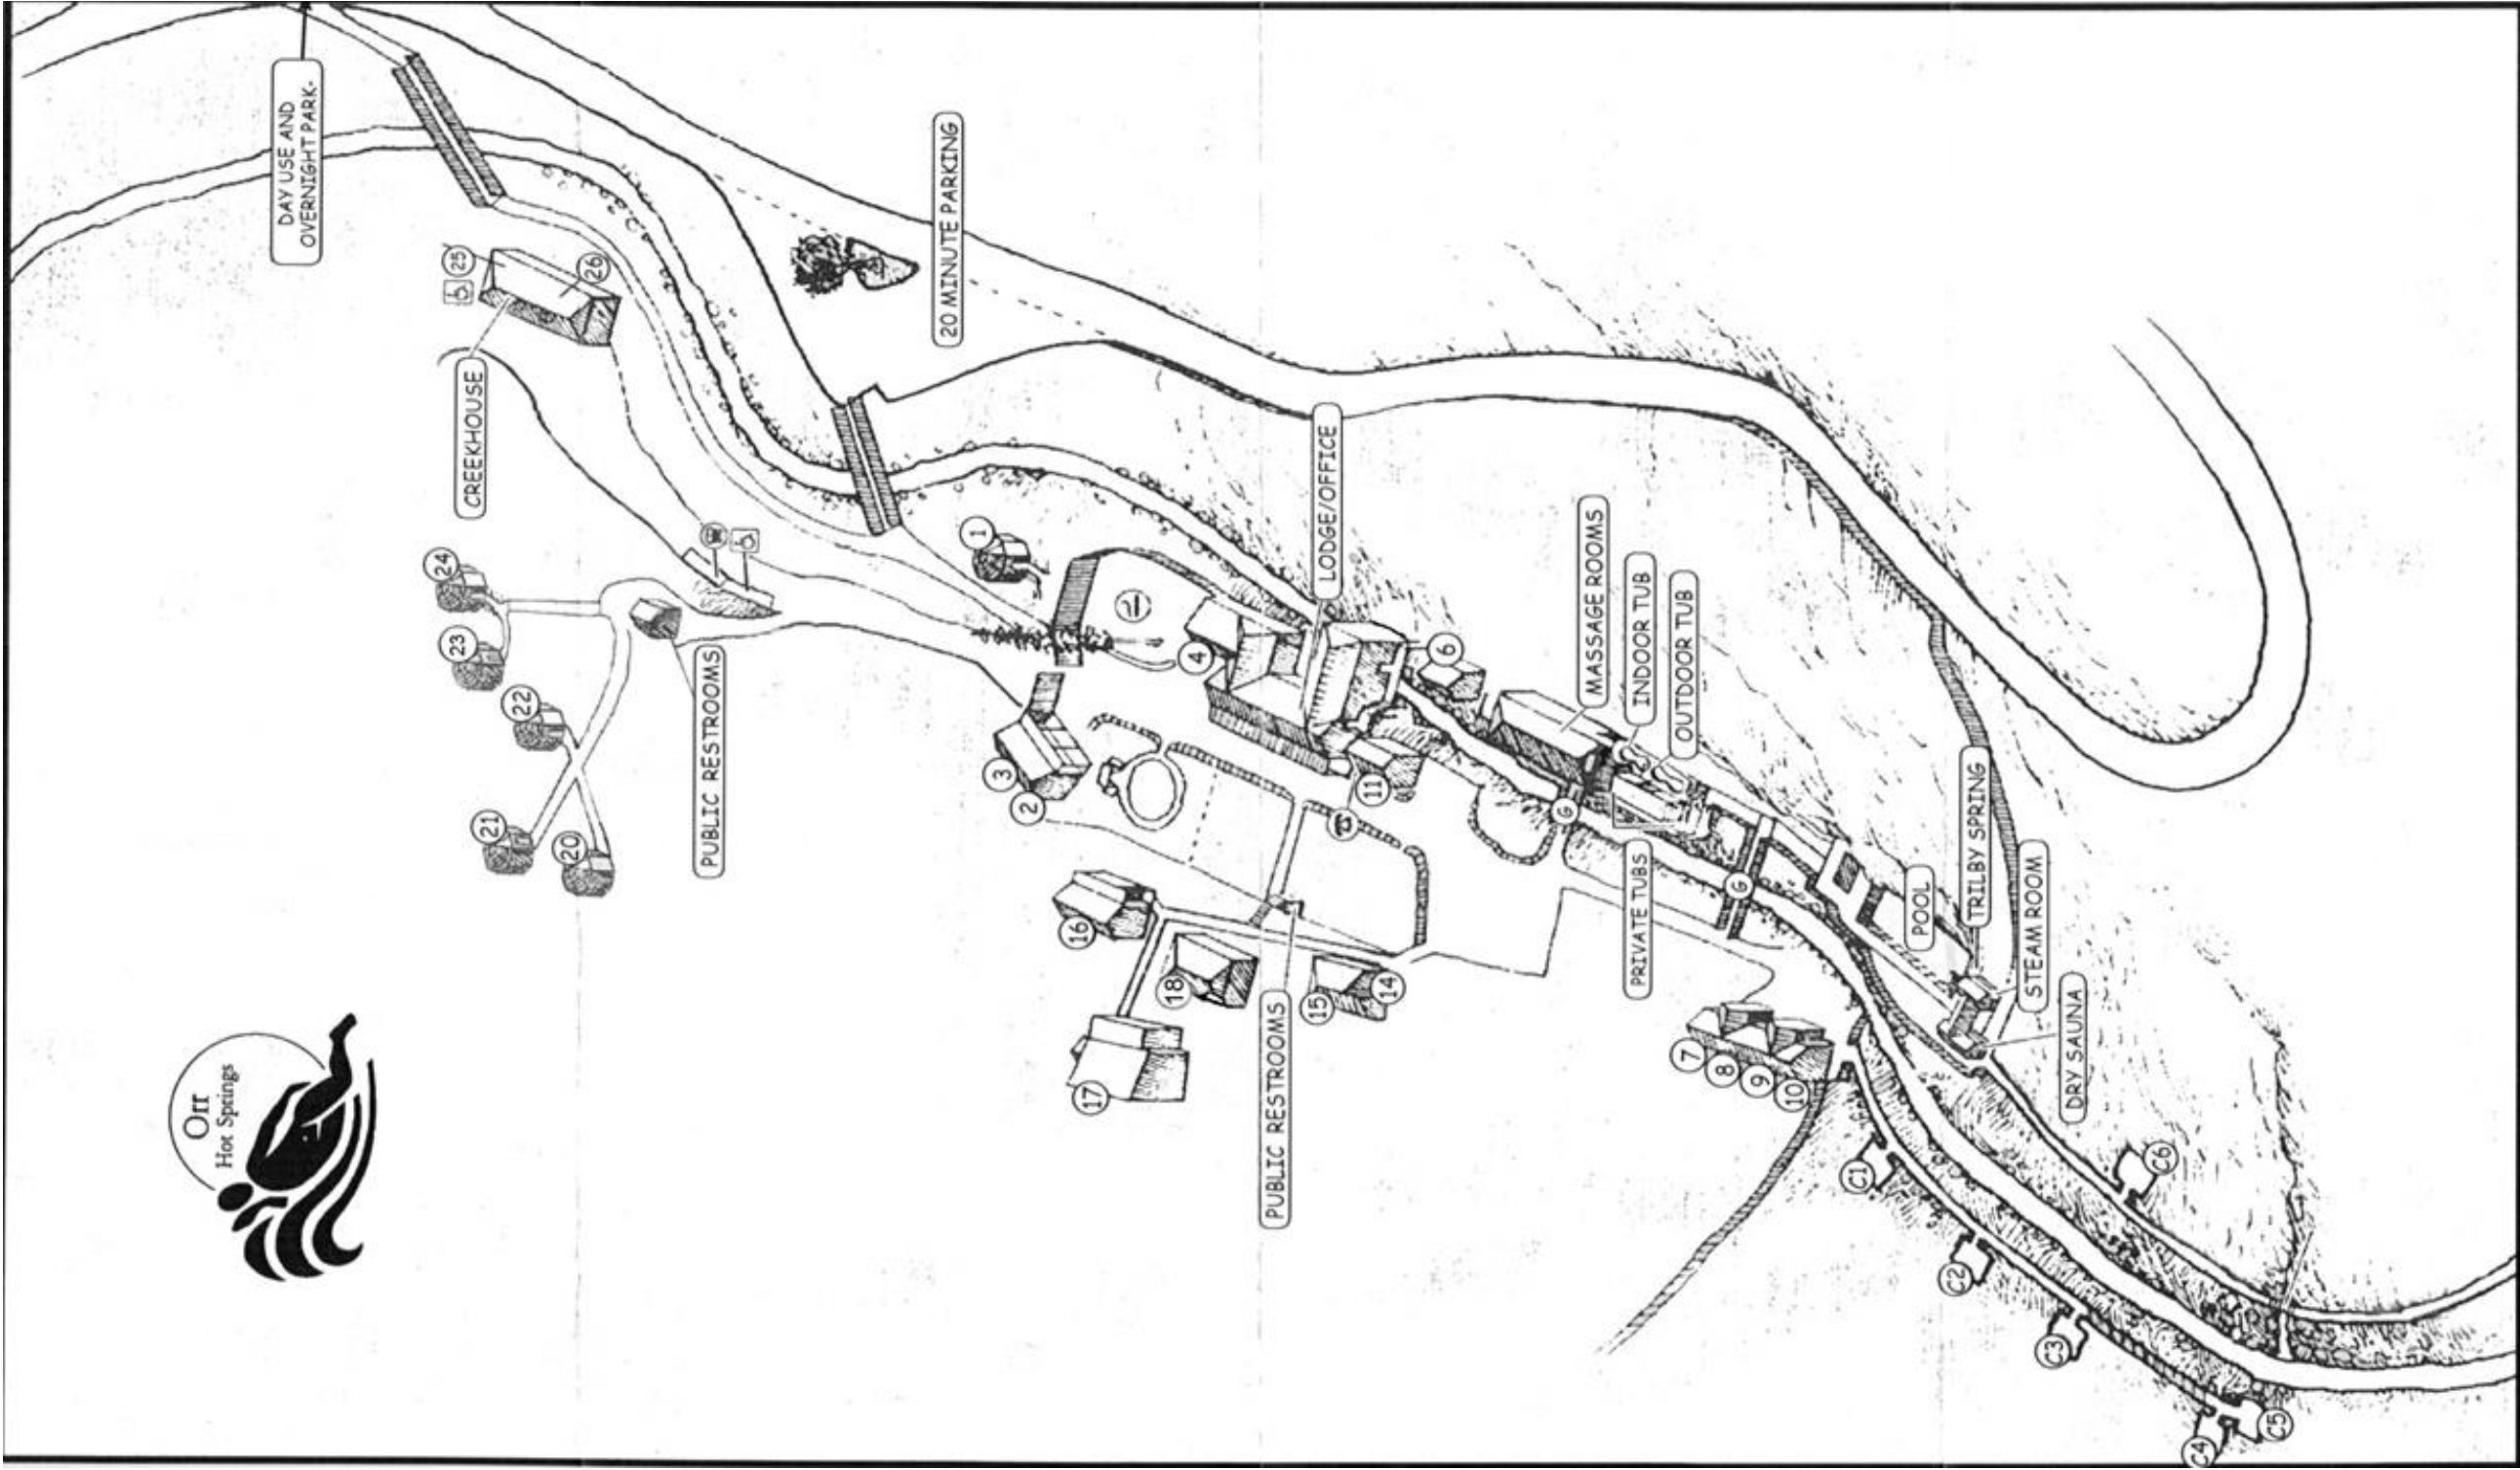 Orr
Hot Springs
DAY USE AND
OVERNIGHT PARK-
25
26
CREEKHOUSE
24
23
22
21
20
PUBLIC RESTROOMS
20 MINUTE PARKING
1
3
2
4
LODGE/OFFICE
6
11
MASSAGE ROOMS
INDOOR TUB
OUTDOOR TUB
G
PRIVATE TUBS
G
16
18
17
15
14
PUBLIC RESTROOMS
7
8
9
10
POOL
TRILBY SPRING
STEAM ROOM
DRY SAUNA
C1
C2
C3
C4
C5
C6